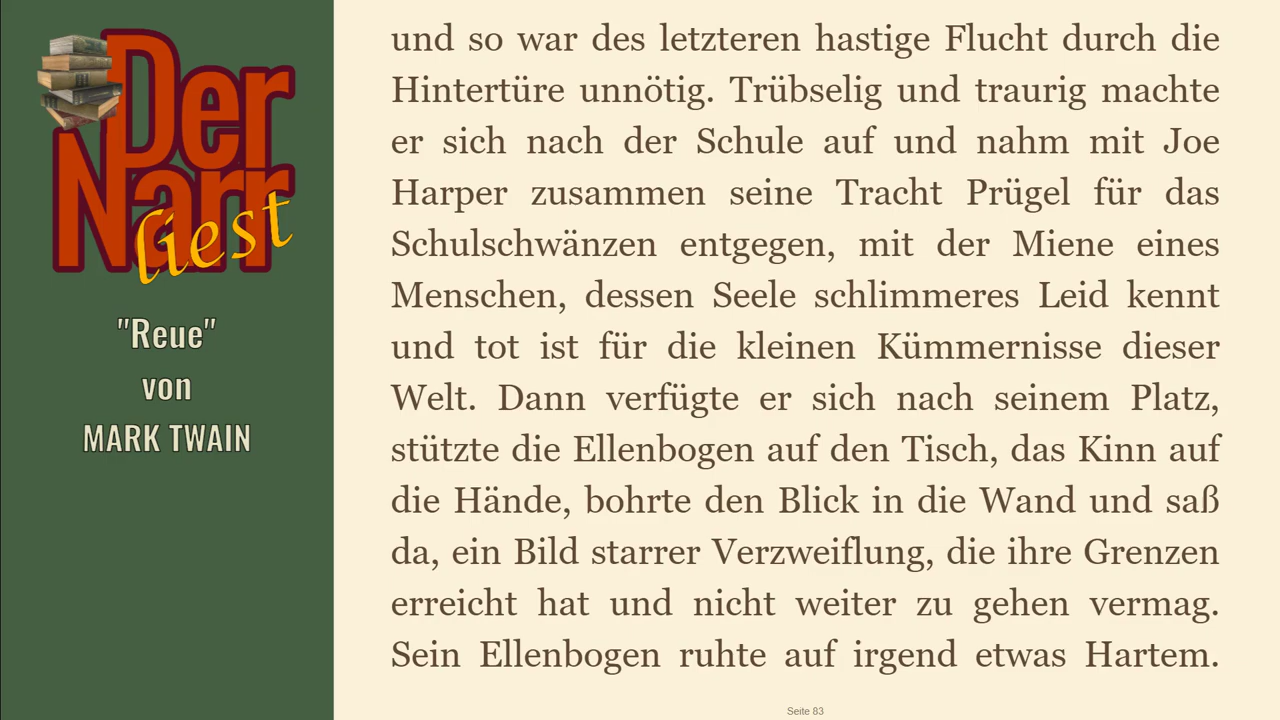 Der
Narr
liest
"Reue"
von
MARK TWAIN
und so war des letzteren hastige Flucht durch die
Hintertüre unnötig. Trübselig und traurig machte
er sich nach der Schule auf und nahm mit Joe
Harper zusammen seine Tracht Prügel für das
Schulschwänzen entgegen, mit der Miene eines
Menschen, dessen Seele schlimmeres Leid kennt
und tot ist für die kleinen Kümmernisse dieser
Welt. Dann verfügte er sich nach seinem Platz,
stützte die Ellenbogen auf den Tisch, das Kinn auf
die Hände, bohrte den Blick in die Wand und saß
da, ein Bild starrer Verzweiflung, die ihre Grenzen
erreicht hat und nicht weiter zu gehen vermag.
Sein Ellenbogen ruhte auf irgend etwas Hartem.
Seite 83